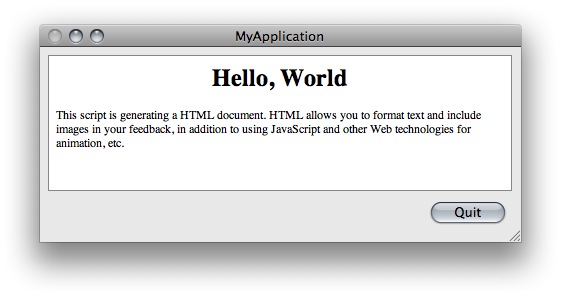 MyApplication
Hello, World
This script is generating a HTML document. HTML allows you to format text and include
images in your feedback, in addition to using JavaScript and other Web technologies for
animation, etc.
Quit